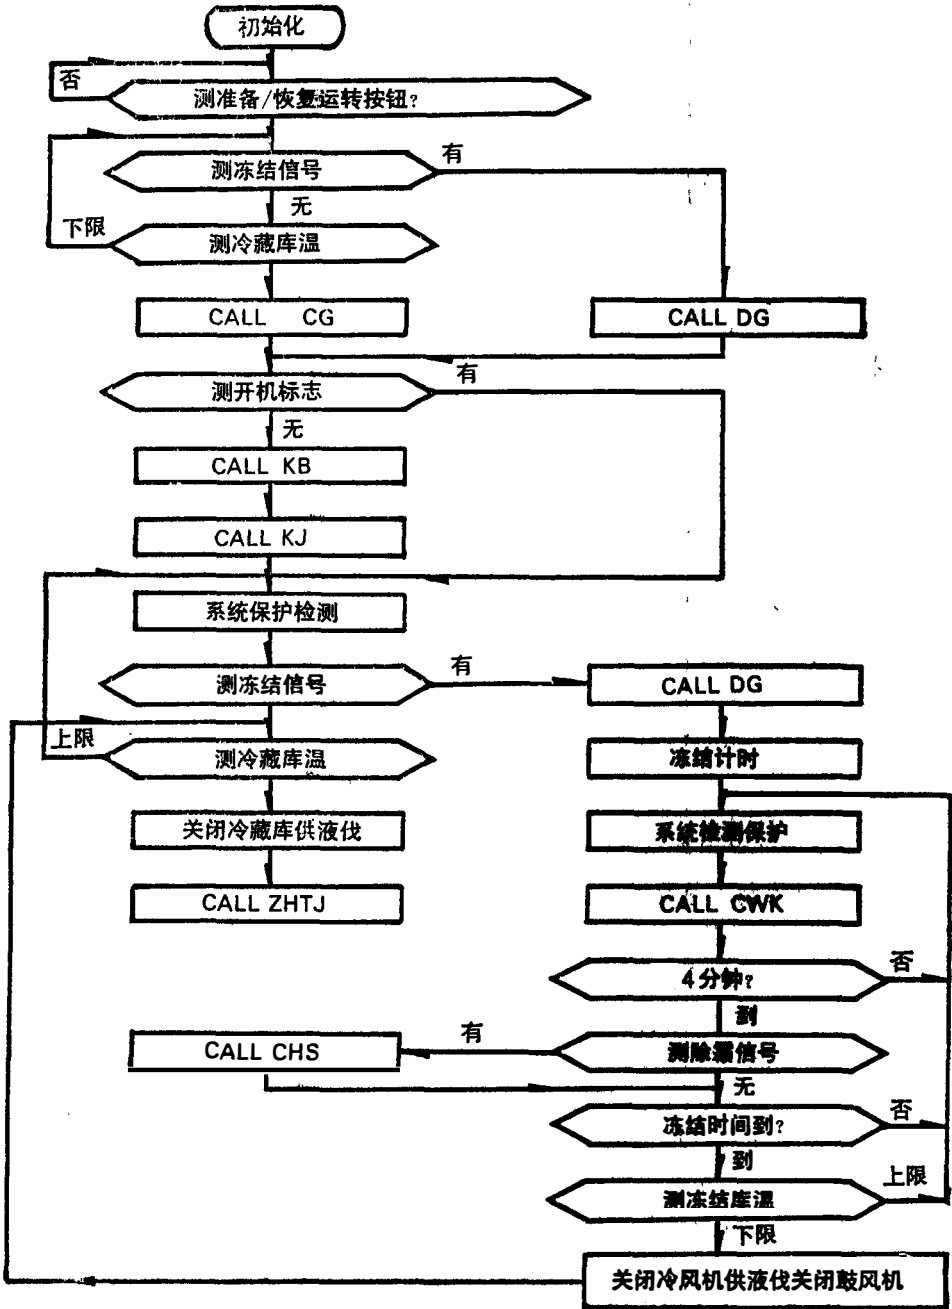 初始化
否
测准备/恢复运转按钮?
测冻结信号
有
无
下限
测冷藏库温
CALL CG
CALL DG
测开机标志
有
无
CALL KB
CALL KJ
系统保护检测
测冻结信号
有
CALL DG
上限
测冷藏库温
冻结计时
关闭冷藏库供液伐
系统检测保护
CALL ZHTJ
CALL CWK
4分钟?
否
到
CALL CHS
有
测除霜信号
无
冻结时间到?
否
到
测冻结库温
上限
下限
关闭冷风机供液伐关闭鼓风机